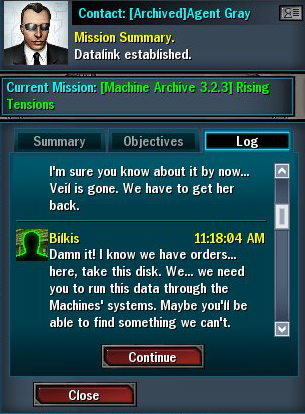 Contact: [Archived]Agent Gray
Mission Summary.
Datalink established.
Current Mission: [Machine Archive 3.2.3] Rising
Tensions
Summary
Objectives
Log
I'm sure you know about it by now...
Veil is gone. We have to get her
back.
Bilkis
11:18:04 AM
Damn it! I know we have orders...
here, take this disk. We... we need
you to run this data through the
Machines' systems. Maybe you'll be
able to find something we can't.
Continue
Close